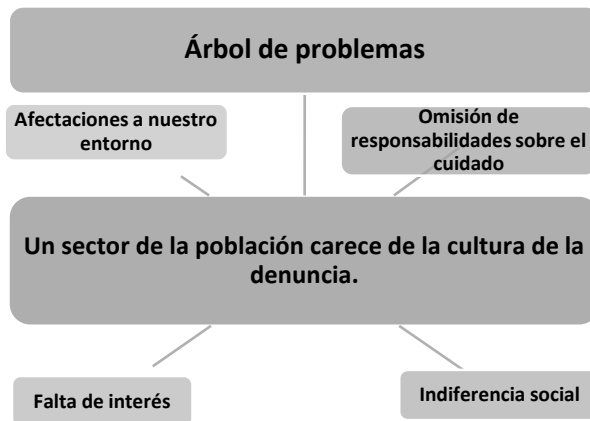 Árbol de problemas
Afectaciones a nuestro
entorno
Omisión de
responsabilidades sobre el
cuidado
Un sector de la población carece de la cultura de la
denuncia.
Falta de interés
Indiferencia social